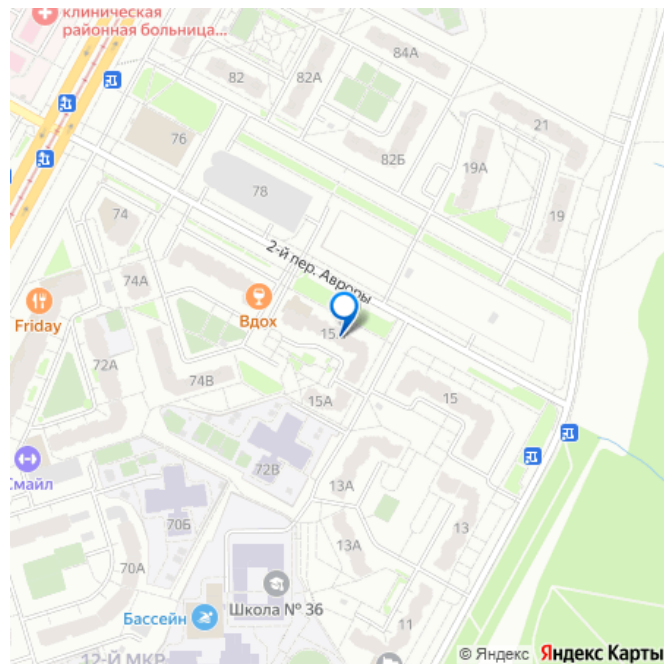 клиническая
районная больница...
84А
82
82А
21
76
82Б
19А
78
19
74
2-й пер. Авроры
74А
Вдох
Friday
15
72А
74В
15А
15
72В
Смайл
13А
70Б
13
13А
70А
Школа № 36
Бассейн
11
12-Й МКР
© Яндекс Яндекс Карты